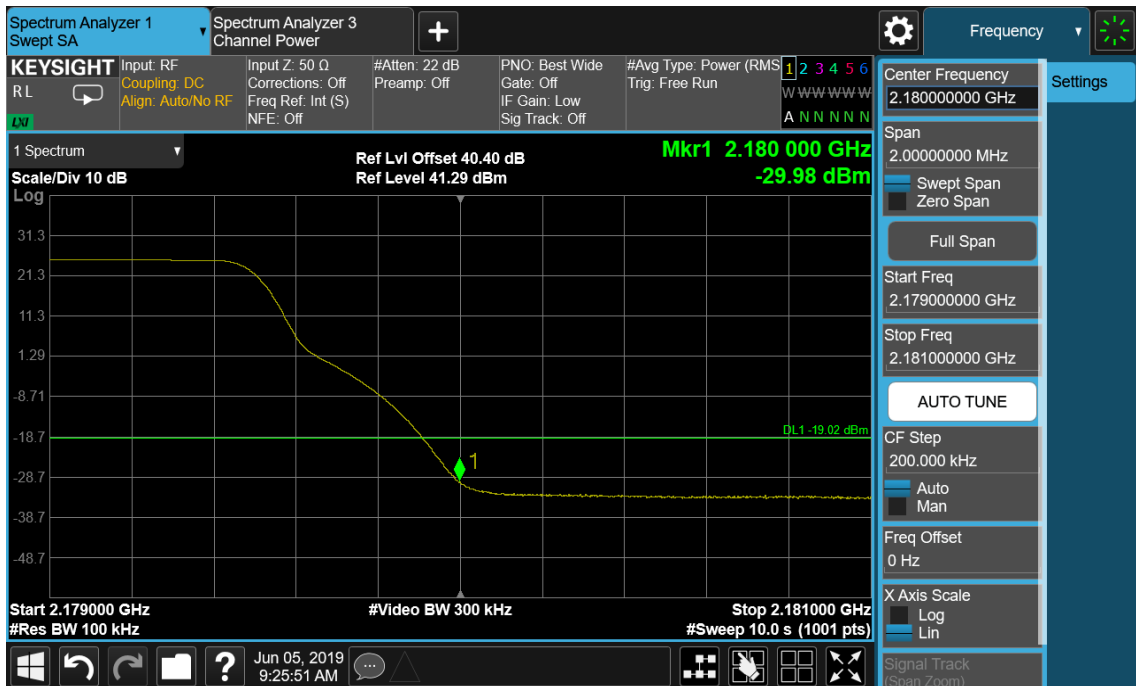 Spectrum Analyzer 1
Swept SA
Spectrum Analyzer 3
Channel Power
Frequency
KEYSIGHT
R L
LXI
Input: RF
Coupling: DC
Align: Auto/No RF
Input Z: 50 Ω
Corrections: Off
Freq Ref: Int (S)
NFE: Off
#Atten: 22 dB
Preamp: Off
PNO: Best Wide
Gate: Off
IF Gain: Low
Sig Track: Off
#Avg Type: Power (RMS
Trig: Free Run
1 2 3 4 5 6
W W W W W W
A N N N N N
1 Spectrum
Scale/Div 10 dB
Log
Ref Lvl Offset 40.40 dB
Ref Level 41.29 dBm
Mkr1 2.180 000 GHz
-29.98 dBm
31.3
21.3
11.3
1.29
-8.71
-18.7
-28.7
-38.7
-48.7
DL1 -19.02 dBm
1
Start 2.179000 GHz
#Res BW 100 kHz
#Video BW 300 kHz
Stop 2.181000 GHz
#Sweep 10.0 s (1001 pts)
Center Frequency
2.180000000 GHz
Span
2.00000000 MHz
Swept Span
Zero Span
Full Span
Start Freq
2.179000000 GHz
Stop Freq
2.181000000 GHz
AUTO TUNE
CF Step
200.000 kHz
Auto
Man
Freq Offset
0 Hz
X Axis Scale
Log
Lin
Signal Track
(Span Zoom)
Settings
?
Jun 05, 2019
9:25:51 AM